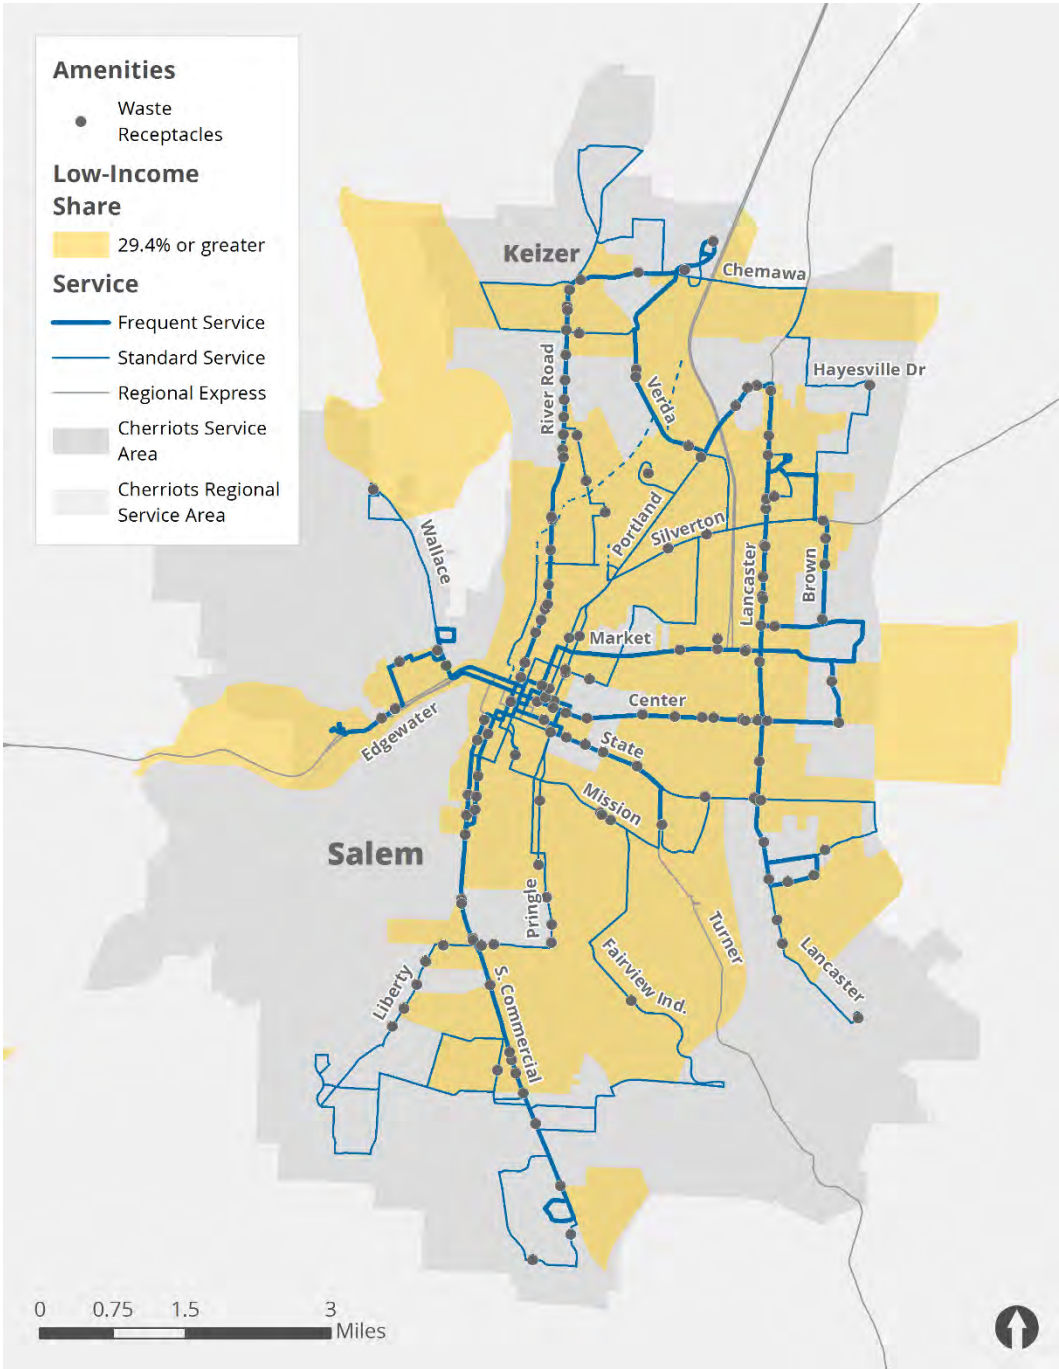 Amenities
Waste
Receptacles
Low-Income
Share
29.4% or greater
Service
Frequent Service
Standard Service
Regional Express
Cherriots Service
Area
Cherriots Regional
Service Area
Keizer
Chemawa
Hayesville Dr
River Road
Verda
Portland
Silverton
Wallace
Lancaster
Brown
Market
Center
Edgewater
State
Mission
Salem
Pringle
Turner
Fairview Ind.
Lancaster
Liberty
S. Commercial
0 0.75 1.5 3
Miles